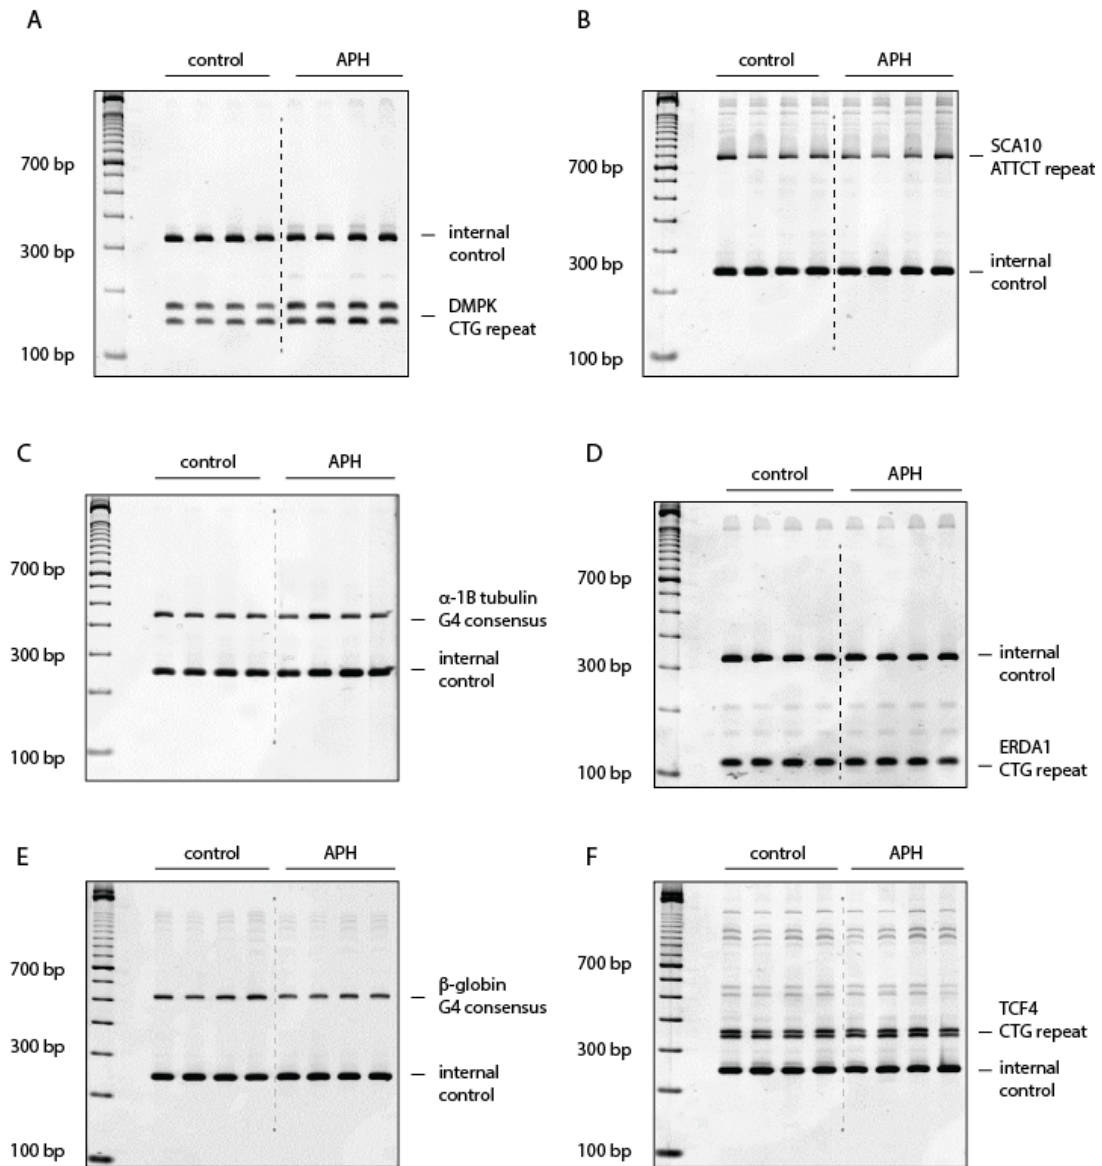 A
control APH
700 bp
300 bp
100 bp
internal
control
DMPK
CTG repeat
B
control APH
700 bp
300 bp
100 bp
SCA10
ATTCT repeat
internal
control
C
control APH
700 bp
300 bp
100 bp
α-1B tubulin
G4 consensus
internal
control
D
control APH
700 bp
300 bp
100 bp
internal
control
ERDA1
CTG repeat
E
control APH
700 bp
300 bp
100 bp
β-globin
G4 consensus
internal
control
F
control APH
700 bp
300 bp
100 bp
TCF4
CTG repeat
internal
control